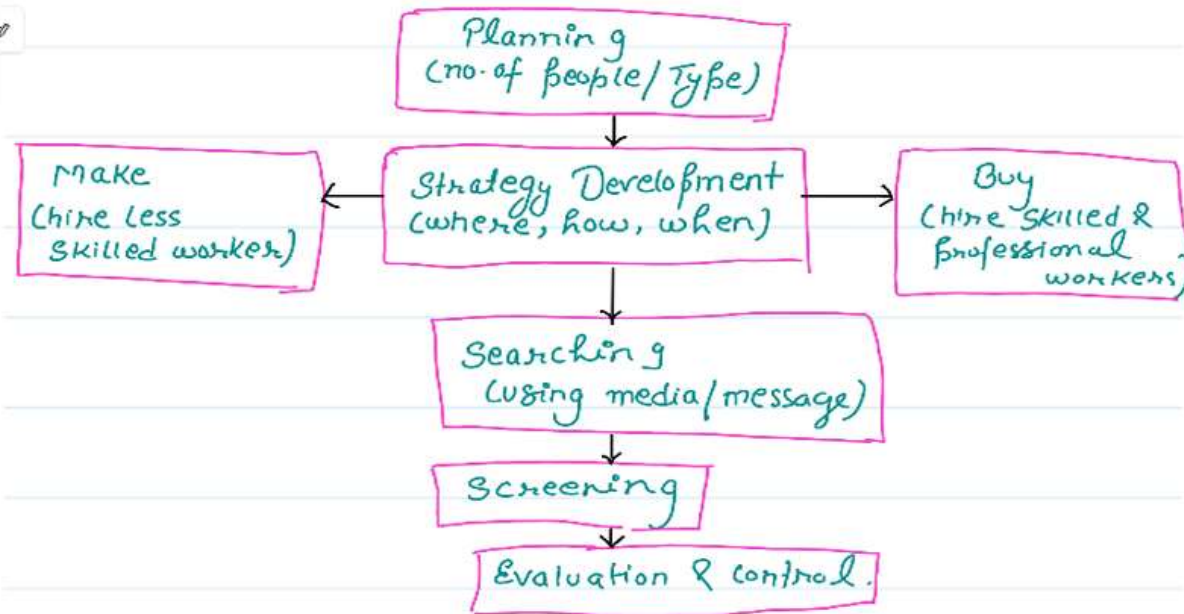 Planning
(no. of people/Type)
Make
(hire less
skilled worker)
Strategy Development
(where, how, when)
Buy
(hire skilled &
professional
workers)
Searching
(using media/message)
Screening
Evaluation & control.